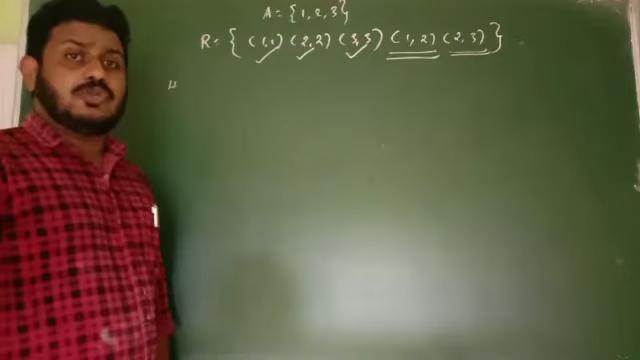 A = {1, 2, 3}
R = { (1,1) (2,2) (3,3) (1,2) (2,3) }